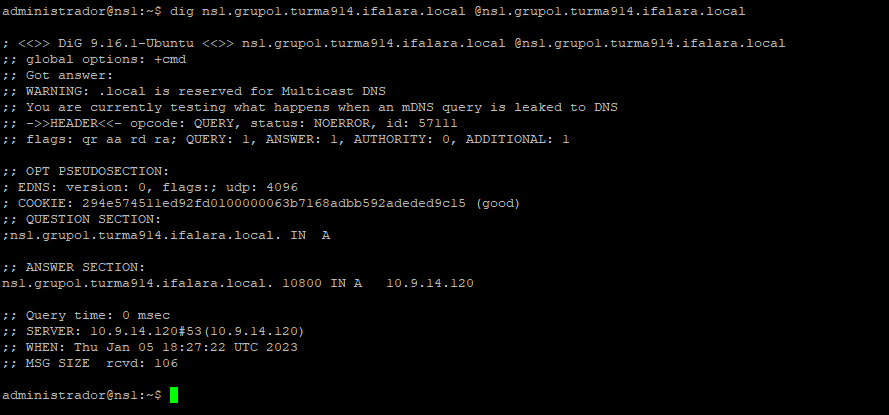 administrador@ns1:~$ dig ns1.grupo1.turma914.ifalara.local @ns1.grupo1.turma914.ifalara.local
; <<>> DiG 9.16.1-Ubuntu <<>> ns1.grupo1.turma914.ifalara.local @ns1.grupo1.turma914.ifalara.local
;; global options: +cmd
;; Got answer:
;; WARNING: .local is reserved for Multicast DNS
;; You are currently testing what happens when an mDNS query is leaked to DNS
;; ->>HEADER<<- opcode: QUERY, status: NOERROR, id: 57111
;; flags: qr aa rd ra; QUERY: 1, ANSWER: 1, AUTHORITY: 0, ADDITIONAL: 1
;; OPT PSEUDOSECTION:
; EDNS: version: 0, flags:; udp: 4096
; COOKIE: 294e574511ed92fd0100000063b7168adbb592adeded9c15 (good)
;; QUESTION SECTION:
;ns1.grupo1.turma914.ifalara.local. IN A
;; ANSWER SECTION:
ns1.grupo1.turma914.ifalara.local. 10800 IN A 10.9.14.120
;; Query time: 0 msec
;; SERVER: 10.9.14.120#53(10.9.14.120)
;; WHEN: Thu Jan 05 18:27:22 UTC 2023
;; MSG SIZE rcvd: 106
administrador@ns1:~$